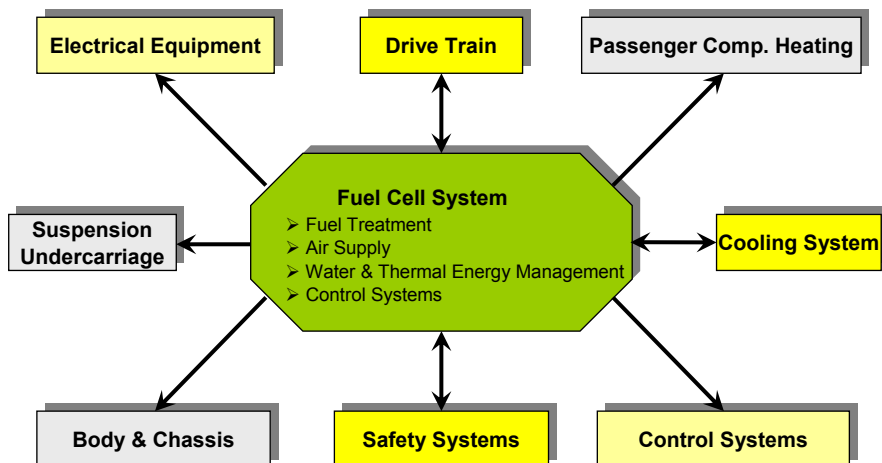 Electrical Equipment
Drive Train
Passenger Comp. Heating
Fuel Cell System
➢ Fuel Treatment
➢ Air Supply
➢ Water & Thermal Energy Management
➢ Control Systems
Suspension
Undercarriage
Cooling System
Body & Chassis
Safety Systems
Control Systems